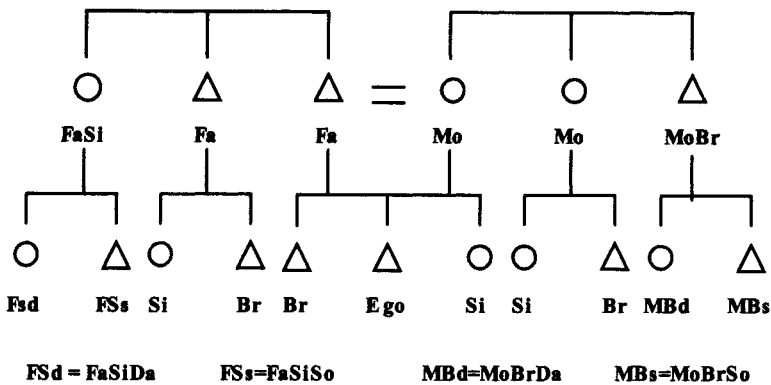 FaSi Fa Fa Mo Mo MoBr
Fsd FSs Si Br Br Ego Si Si Br MBd MBs
FSd = FaSiDa FSs=FaSiSo MBd=MoBrDa MBs=MoBrSo